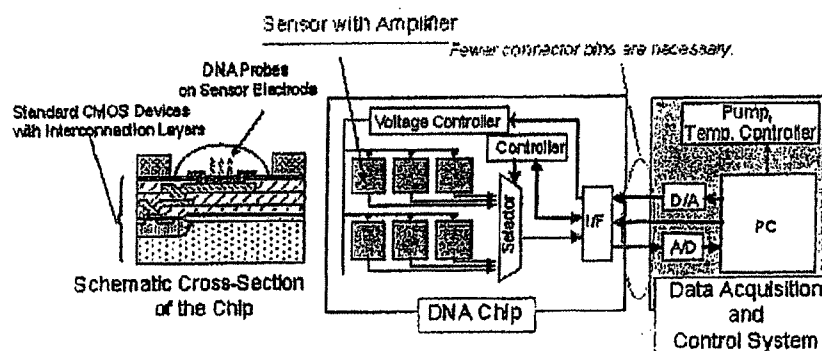 Sensor with Amplifier
Fewer connector bins are necessary.
DNA Probes
on Sensor Electrode
Standard CMOS Devices
with Interconnection Layers
Schematic Cross-Section
of the Chip
Voltage Controller
Controller
Selector
I/F
DNA Chip
Pump,
Temp. Controller
D/A
A/D
PC
Data Acquisition
and
Control System